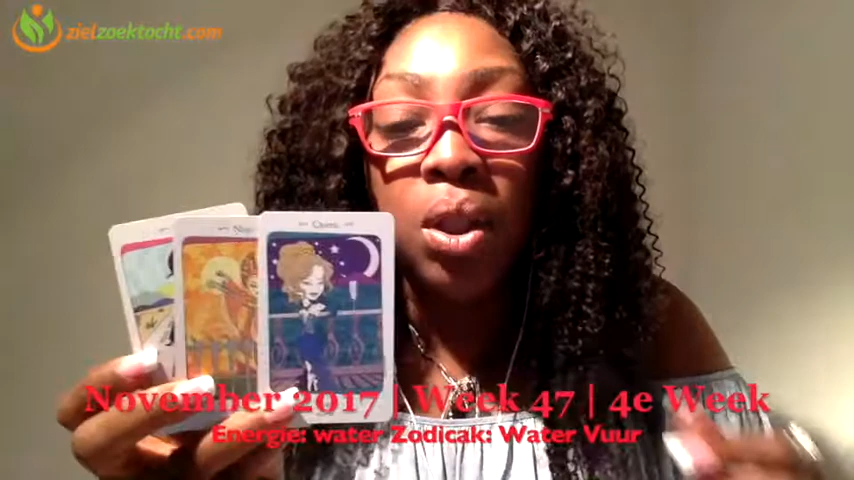 zielzoektocht.com
Queen
November 2017 | Week 47 | 4e Week
Energie: water Zodicak: Water Vuur